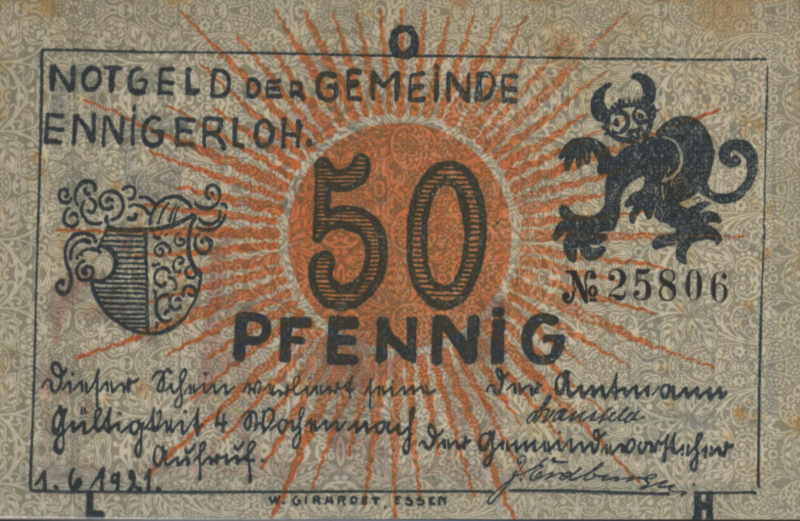 O
NOTGELD DER GEMEINDE
ENNIGERLOH.
50
№ 25806
PFENNIG
Dieser Schein verliert seine
Gültigkeit 4 Wochen nach
Aufruf.
1.6.1921.
Der Amtmann
Der Gemeindevorsteher
L
W. GIRARDET, ESSEN
H